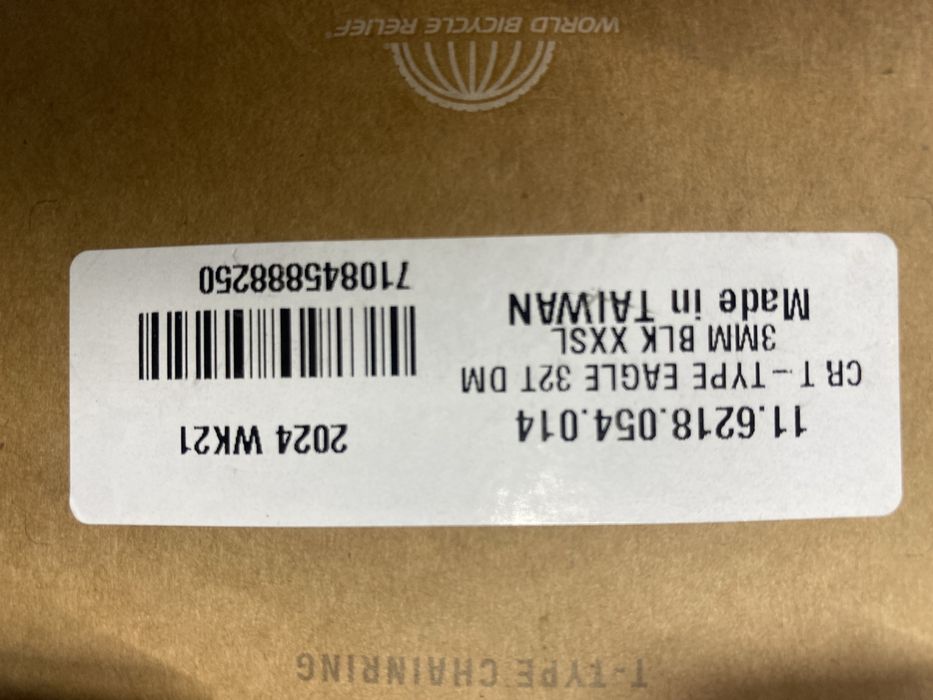 T-TYPE CHAINRING
11.6218.054.014
CR T-TYPE EAGLE 32T DM
3MM BLK XXSL
Made in TAIWAN
2024 WK21
710845888250
WORLD BICYCLE RELIEF®